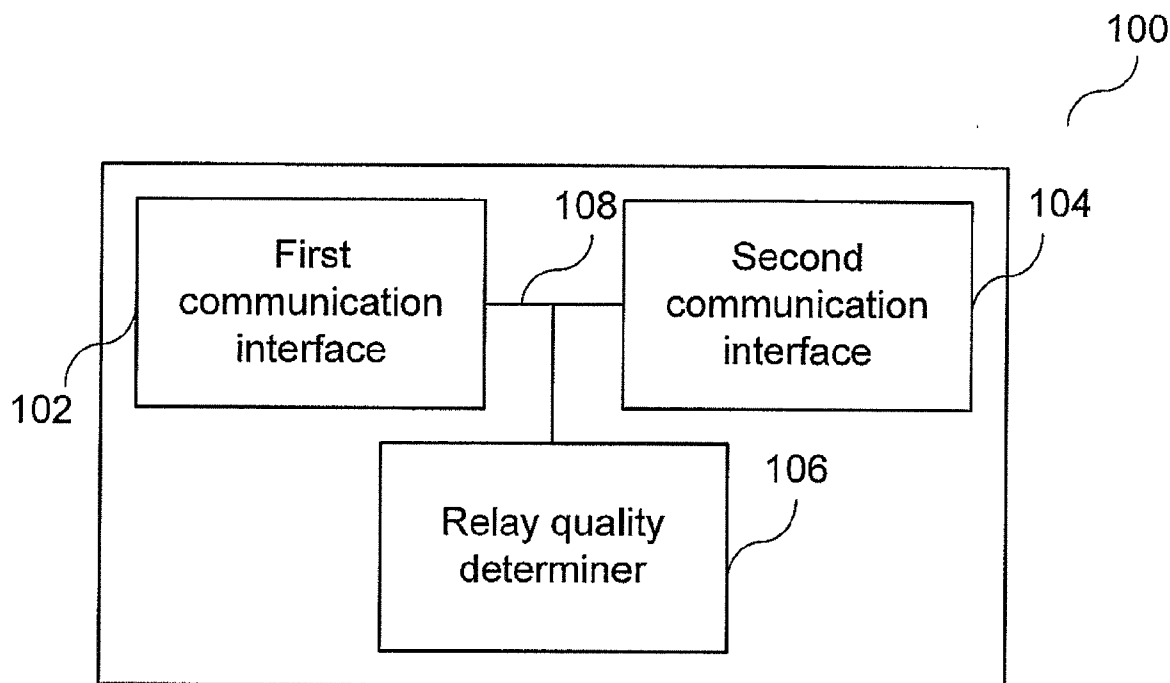 100
108
104
First
communication
interface
Second
communication
interface
102
106
Relay quality
determiner